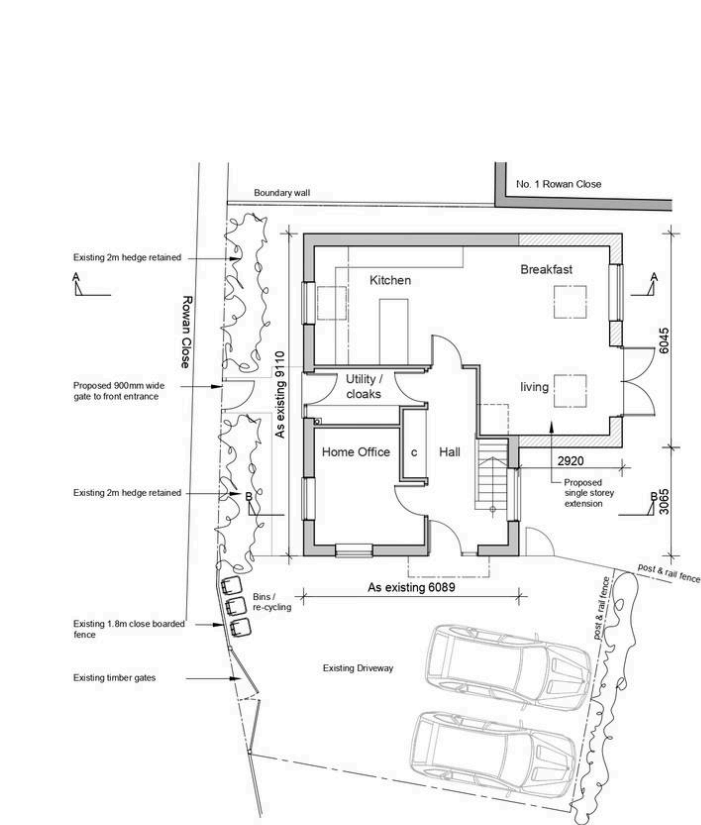 No. 1 Rowan Close
Boundary wall
Existing 2m hedge retained
A
Kitchen
Breakfast
A
Rowan Close
6045
As existing 9110
Proposed 900mm wide
gate to front entrance
Utility /
cloaks
living
Home Office
c
Hall
2920
Existing 2m hedge retained
B
Proposed
single storey
extension
B
3065
post & rail fence
As existing 6089
Bins /
re-cycling
post & rail fence
Existing 1.8m close boarded
fence
Existing Driveway
Existing timber gates